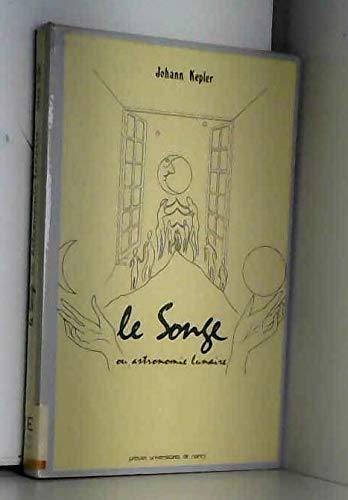 Johann Kepler
le Songe
ou astronomie lunaire
presses universitaires de nancy
E